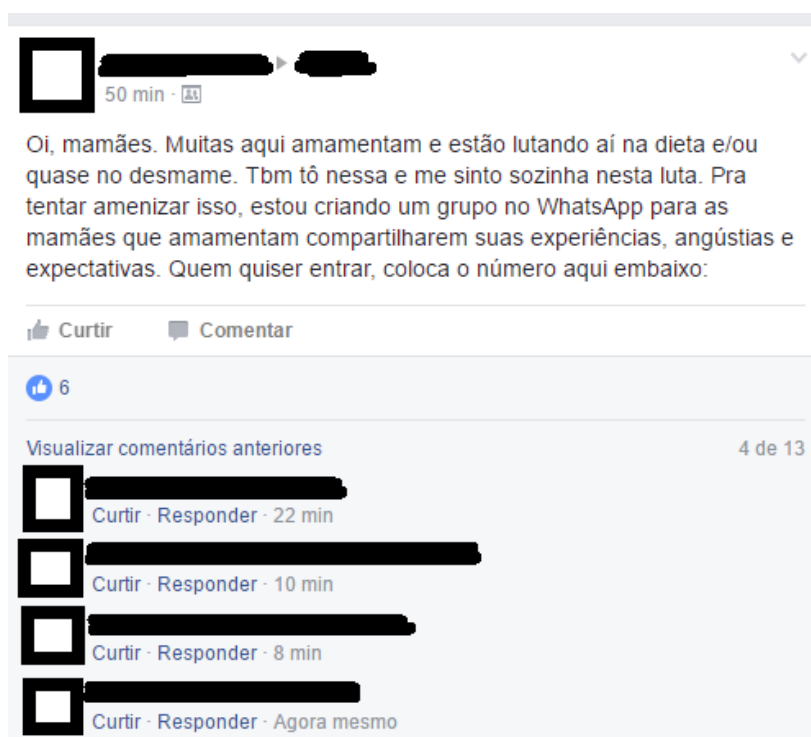 50 min ·
Oi, mamães. Muitas aqui amamentam e estão lutando aí na dieta e/ou
quase no desmame. Tbm tô nessa e me sinto sozinha nesta luta. Pra
tentar amenizar isso, estou criando um grupo no WhatsApp para as
mamães que amamentam compartilharem suas experiências, angústias e
expectativas. Quem quiser entrar, coloca o número aqui embaixo:
Curtir Comentar
6
Visualizar comentários anteriores 4 de 13
Curtir · Responder · 22 min
Curtir · Responder · 10 min
Curtir · Responder · 8 min
Curtir · Responder · Agora mesmo